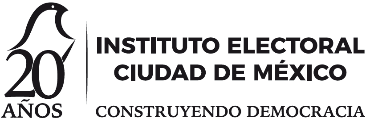 20
AÑOS
INSTITUTO ELECTORAL
CIUDAD DE MÉXICO
CONSTRUYENDO DEMOCRACIA